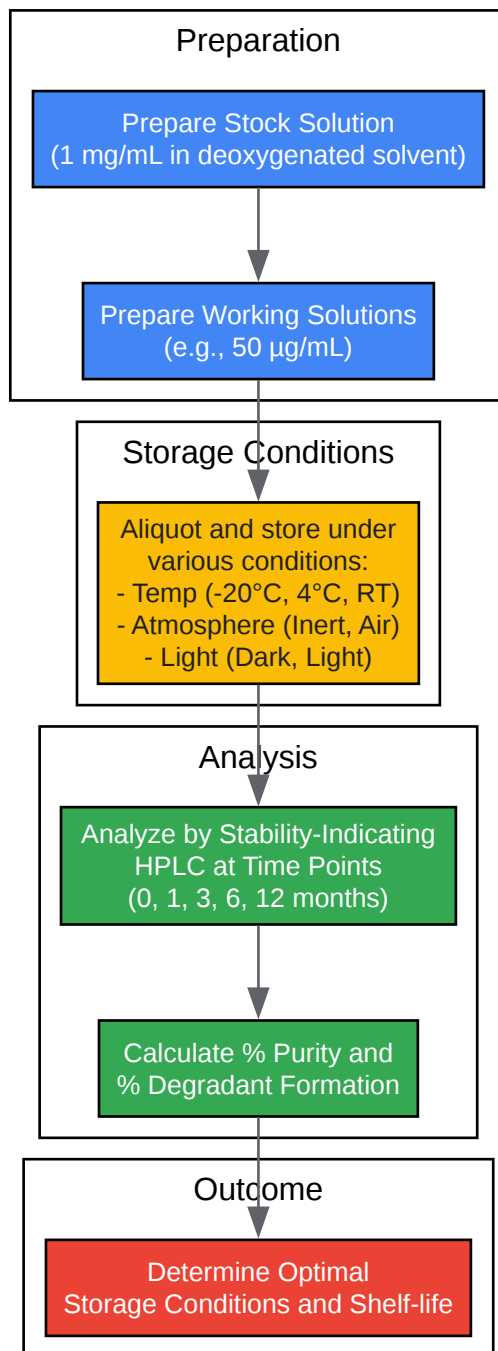 Preparation
Prepare Stock Solution
(1 mg/mL in deoxygenated solvent)
Prepare Working Solutions
(e.g., 50 µg/mL)
Storage Conditions
Aliquot and store under
various conditions:
- Temp (-20°C, 4°C, RT)
- Atmosphere (Inert, Air)
- Light (Dark, Light)
Analysis
Analyze by Stability-Indicating
HPLC at Time Points
(0, 1, 3, 6, 12 months)
Calculate % Purity and
% Degradant Formation
Outcome
Determine Optimal
Storage Conditions and Shelf-life